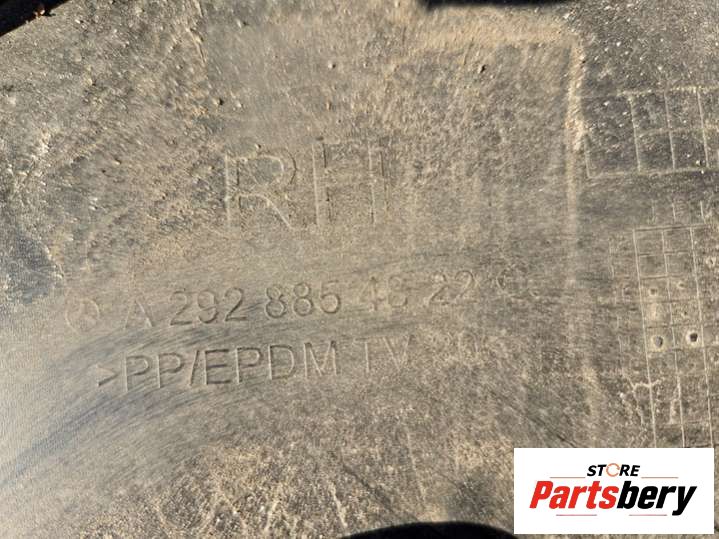 RH
A 292 885 48 22
>PP/EPDM TV
STORE
Partsbery